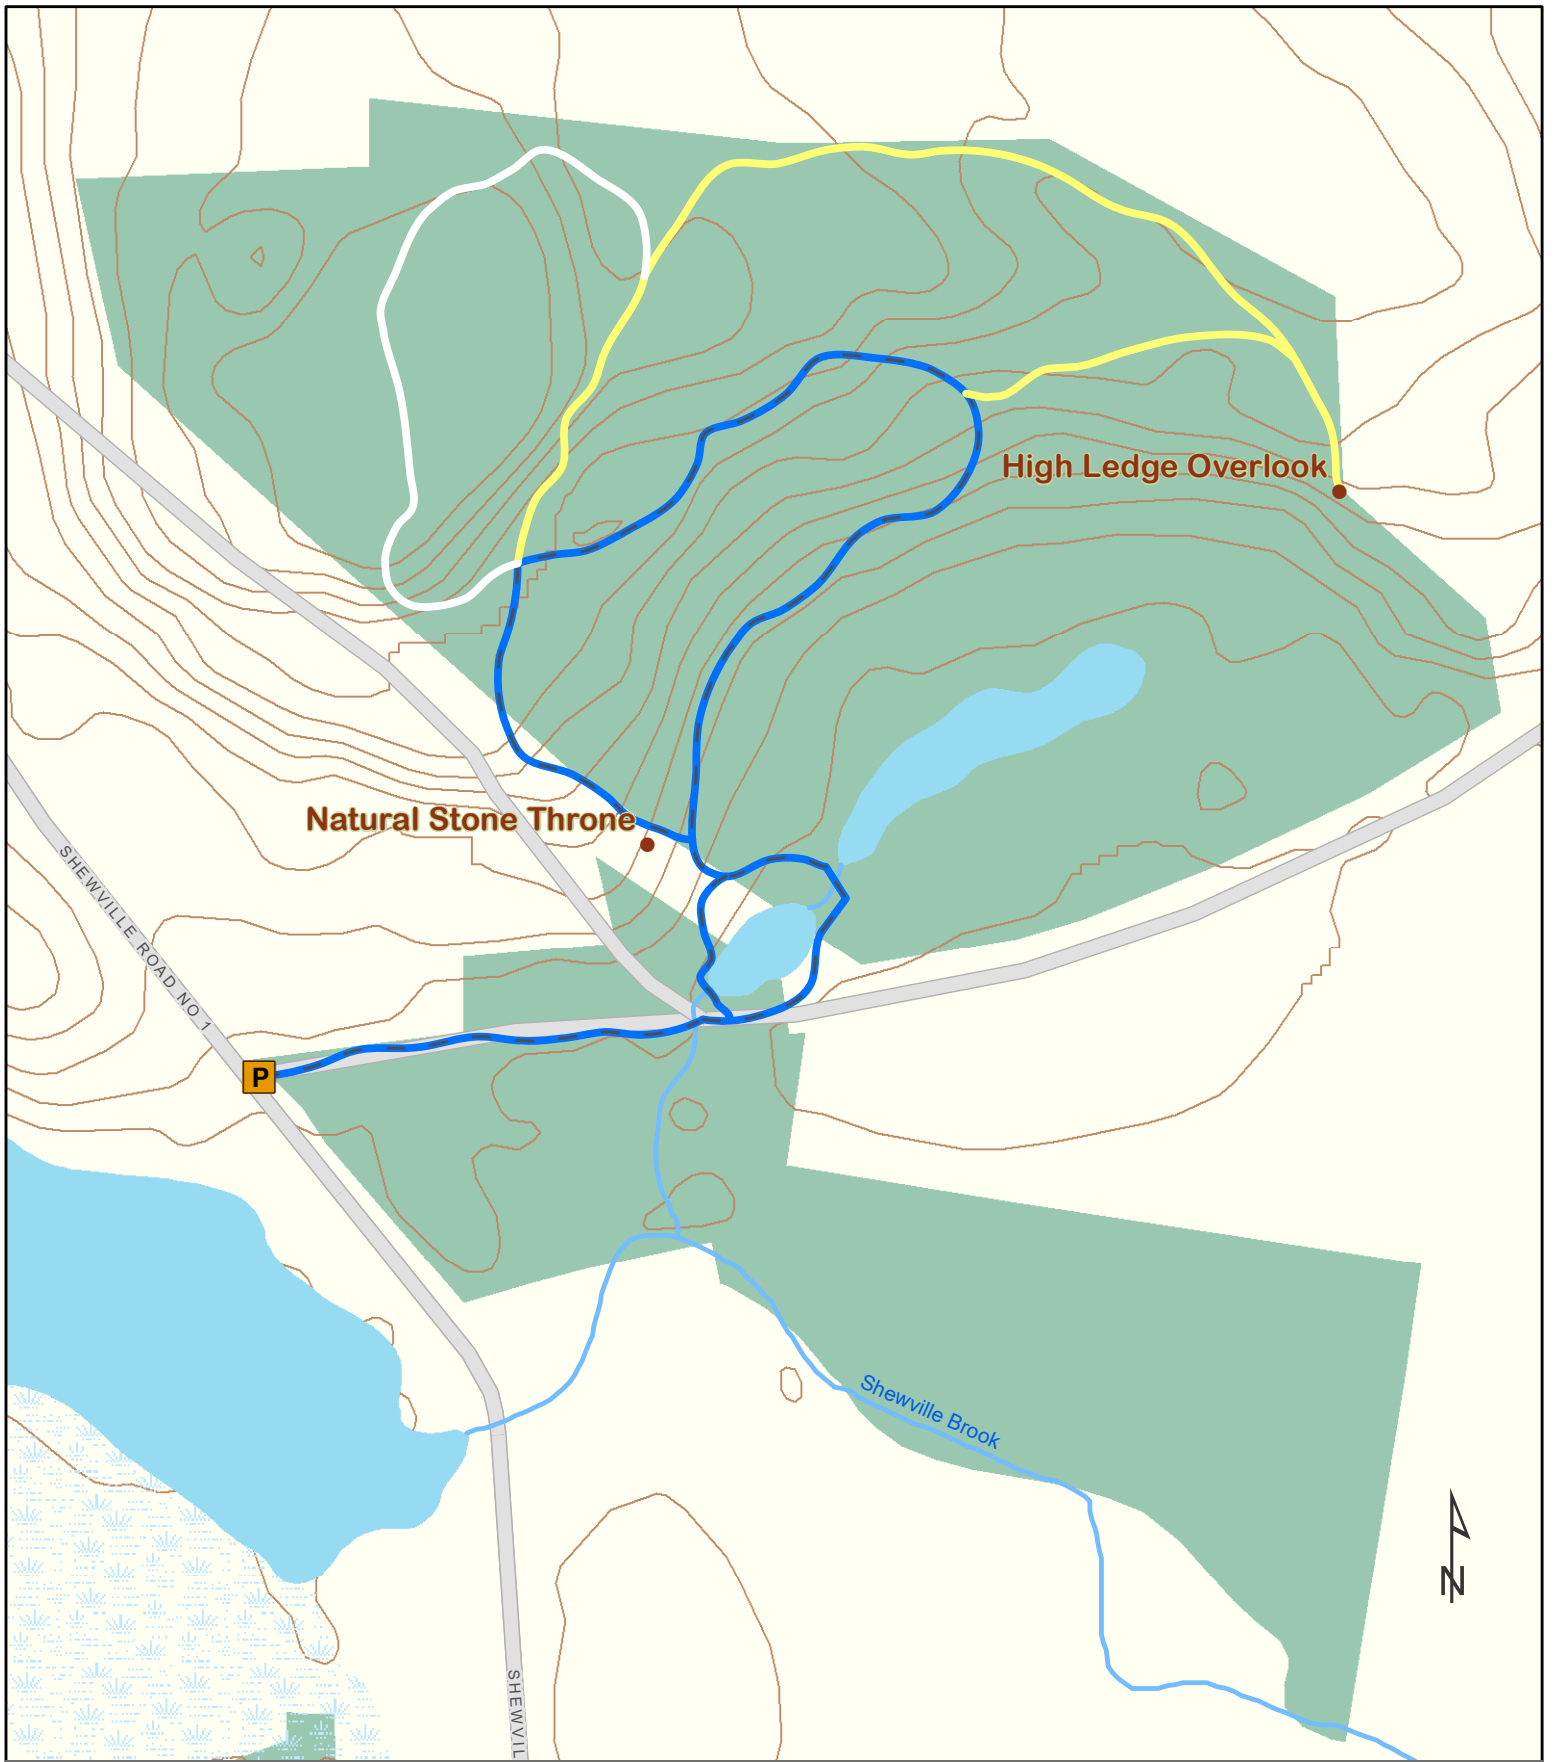 High Ledge Overlook
Natural Stone Throne
SHEWVILLE ROAD NO 1
P
Shewville Brook
N
SHEWVIL